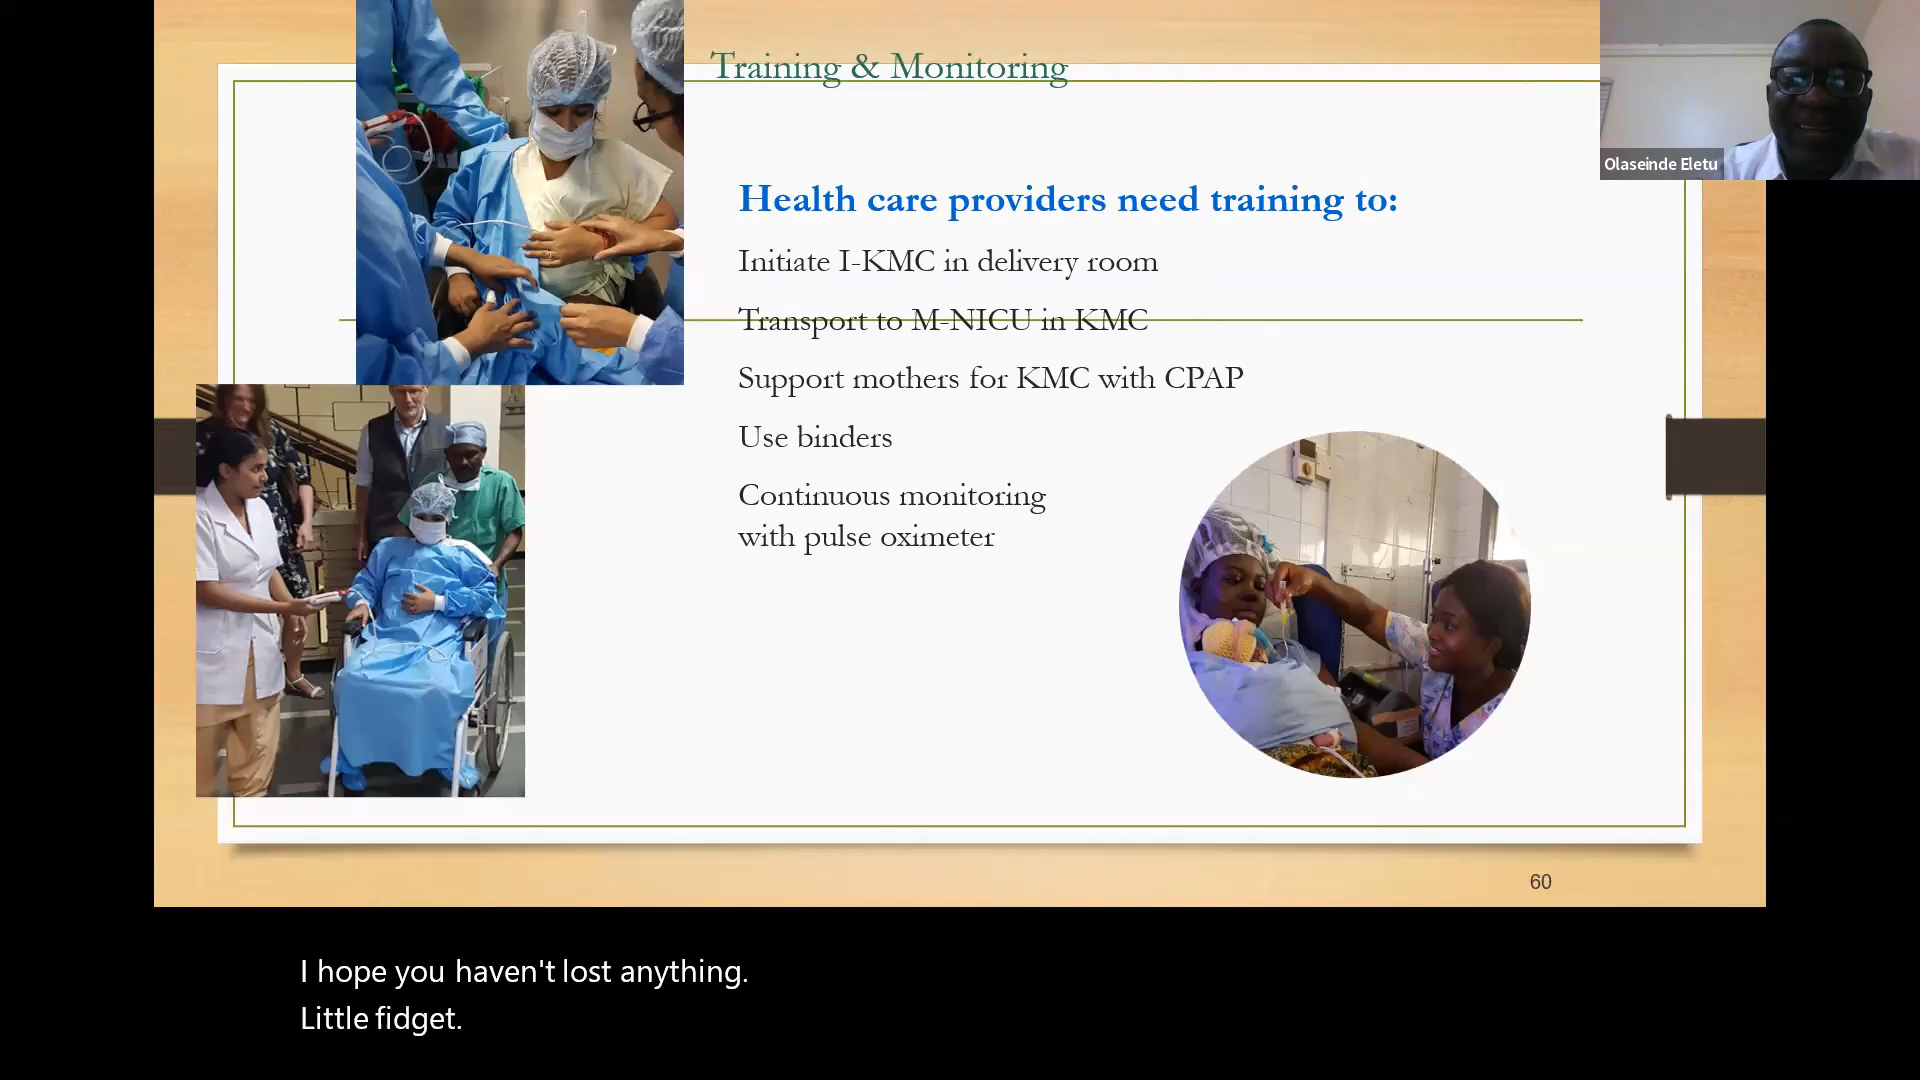 Training & Monitoring
Olaseinde Eletu
Health care providers need training to:
Initiate I-KMC in delivery room
Transport to M-NICU in KMC
Support mothers for KMC with CPAP
Use binders
Continuous monitoring
with pulse oximeter
60
I hope you haven't lost anything.
Little fidget.